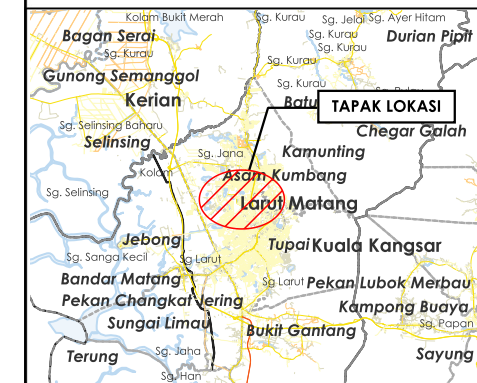 Kolam Bukit Merah
Sg. Kurau
Sg. Jelai
Sg. Ayer Hitam
Bagan Serai
Sg. Kurau
Durian Pipit
Sg. Kurau
Sg. Kurau
Sg. Kurau
Gunong Semanggol
Sg. Kurau
Kerian
Batu
TAPAK LOKASI
Sg. Selinsing Baharu
Chegar Galah
Selinsing
Sg. Jana
Kamunting
Kolam
Asam Kumbang
Sg. Selinsing
Larut Matang
Jebong
Tupai
Kuala Kangsar
Sg. Sanga Kecil
Sg Larut
Bandar Matang
Sg Larut
Pekan Lubok Merbau
Pekan Changkat Jering
Kampong Buaya
Sungai Limau
Bukit Gantang
Sg. Papan
Terung
Sg. Jaha
Sayung
Sg. Han